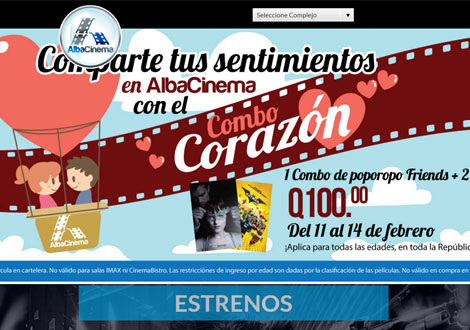 AlbaCinema
Seleccione Complejo
Comparte tus sentimientos
en AlbaCinema
con el
Combo
Corazón
1 Combo de poporopo Friends + 2
Q100.00
Del 11 al 14 de febrero
¡Aplica para todas las edades, en toda la Repúblic
AlbaCinema
cula en cartelera. No válido para salas IMAX ni CinemaBistro. Las restricciónes de ingreso por edad son dadas por la clasificación de las películas. No válido en compra en
ESTRENOS